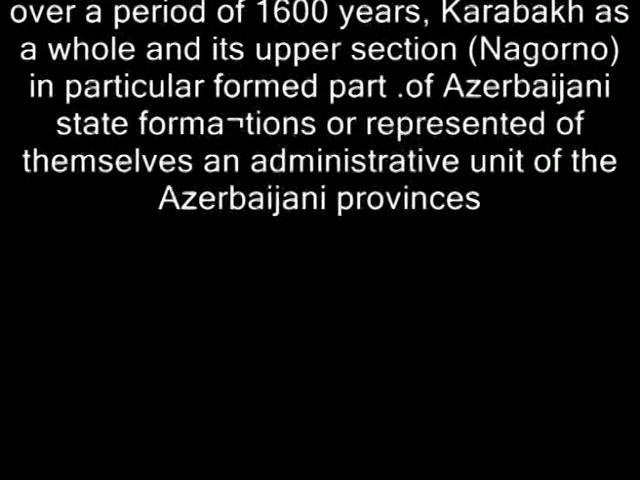 over a period of 1600 years, Karabakh as
a whole and its upper section (Nagorno)
in particular formed part .of Azerbaijani
state forma¬tions or represented of
themselves an administrative unit of the
Azerbaijani provinces